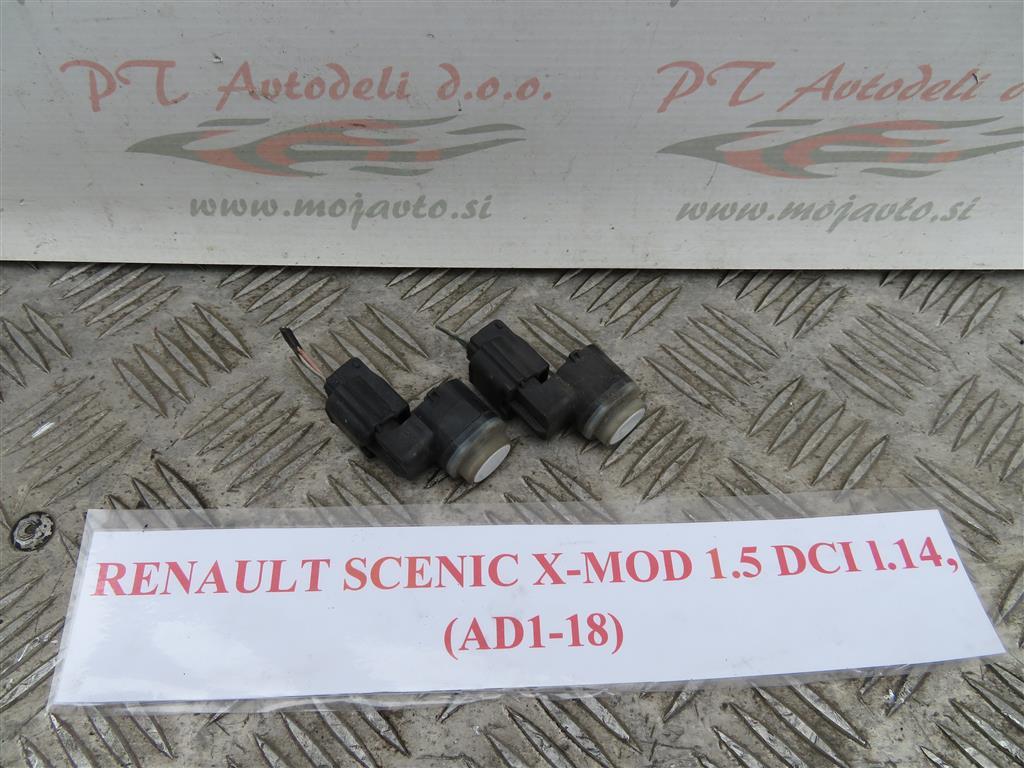 PT Avtodeli d.o.o.
PT Avtodeli d
www.mojavto.si
www.mojavto.si
RENAULT SCENIC X-MOD 1.5 DCI l.14,
(AD1-18)